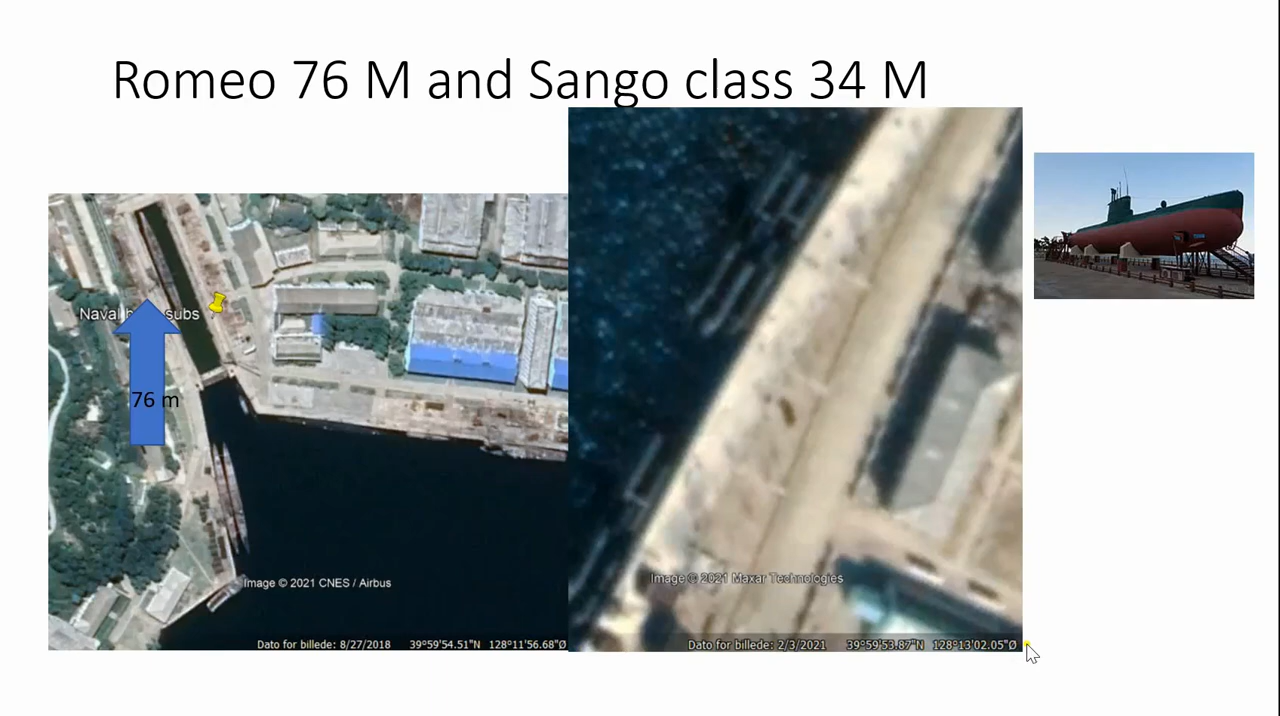 Romeo 76 M and Sango class 34 M
Naval subs
76 m
Image © 2021 CNES / Airbus
Dato for billede: 8/27/2018 39°59'54.51"N 128°11'56.68"Ø
Image © 2021 Maxar Technologies
Dato for billede: 2/3/2021 39°59'53.87"N 128°13'02.05"Ø